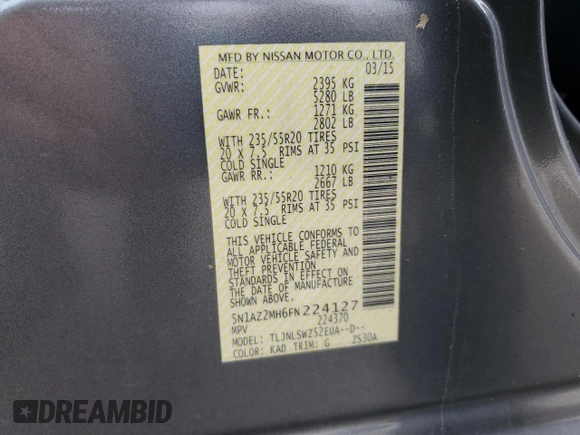 MFD BY NISSAN MOTOR CO., LTD.
DATE: 03/15
GVWR: 2395 KG
5280 LB
GAWR FR.: 1271 KG
2802 LB
WITH 235/55R20 TIRES
20 X 7.5 RIMS AT 35 PSI
COLD SINGLE
GAWR RR.: 1210 KG
2667 LB
WITH 235/55R20 TIRES
20 X 7.5 RIMS AT 35 PSI
COLD SINGLE
THIS VEHICLE CONFORMS TO
ALL APPLICABLE FEDERAL
MOTOR VEHICLE SAFETY AND
THEFT PREVENTION
STANDARDS IN EFFECT ON
THE DATE OF MANUFACTURE
SHOWN ABOVE.
5N1AZ2MH6FN224127
MPV 224370
MODEL: TLJNLSWZ52EUA--D--
COLOR: KAD TRIM: G 2S30A
DREAMBID